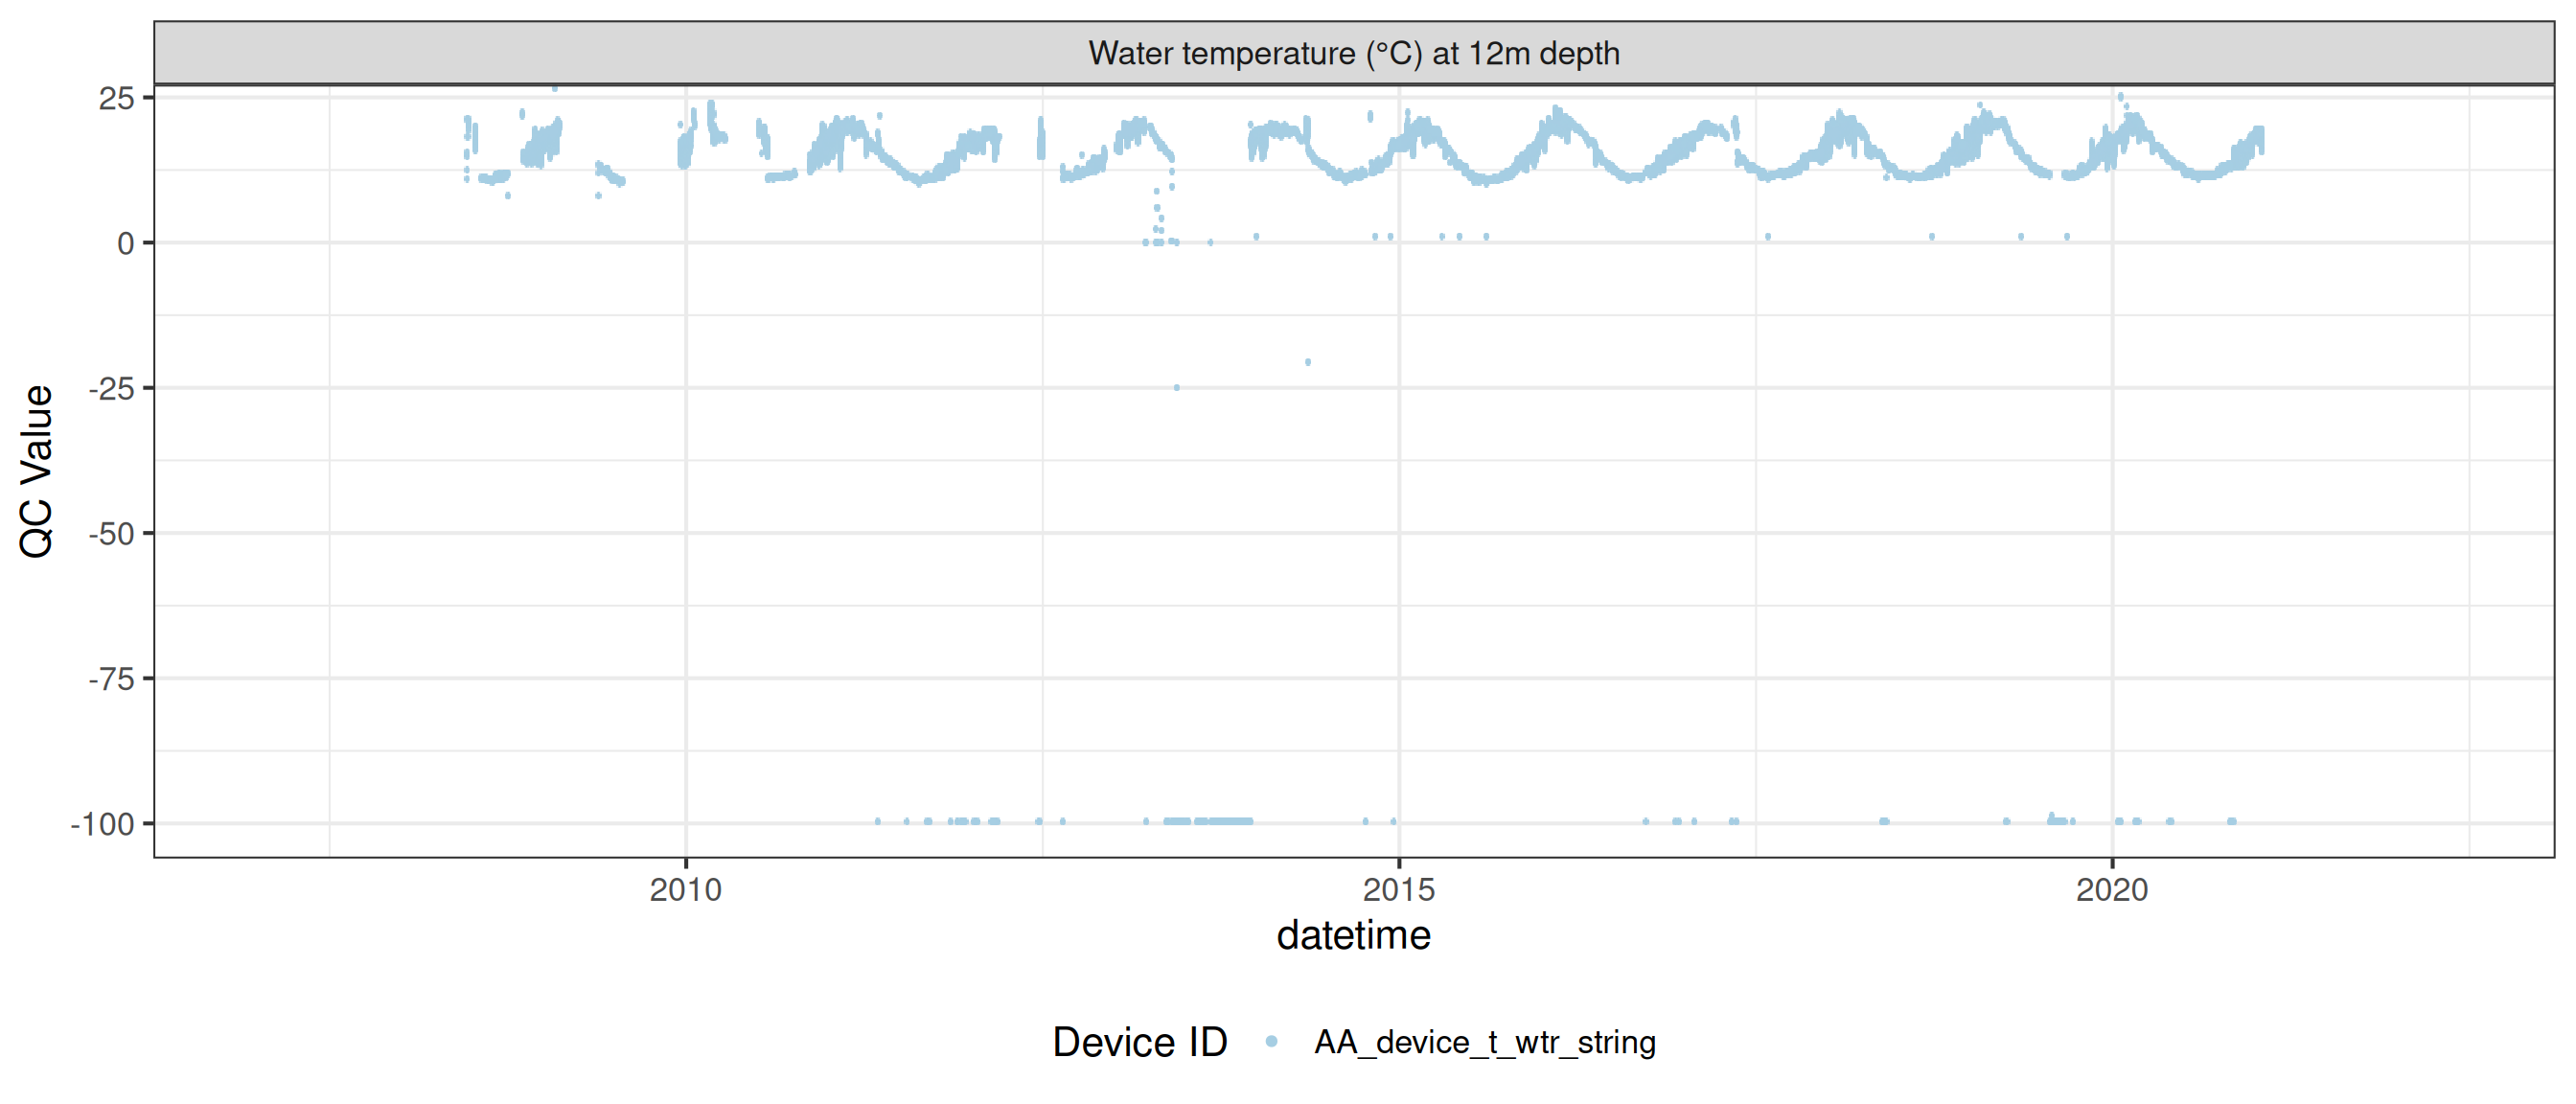 Water temperature (°C) at 12m depth
25
0
-25
-50
-75
-100
QC Value
2010 2015 2020
datetime
Device ID AA_device_t_wtr_string